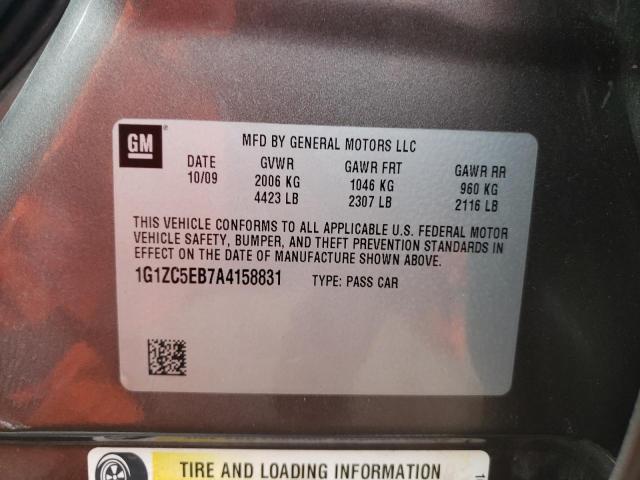 GM ®
MFD BY GENERAL MOTORS LLC
DATE GVWR GAWR FRT GAWR RR
10/09 2006 KG 1046 KG 960 KG
4423 LB 2307 LB 2116 LB
THIS VEHICLE CONFORMS TO ALL APPLICABLE U.S. FEDERAL MOTOR
VEHICLE SAFETY, BUMPER, AND THEFT PREVENTION STANDARDS IN
EFFECT ON THE DATE OF MANUFACTURE SHOWN ABOVE.
1G1ZC5EB7A4158831 TYPE: PASS CAR
TIRE AND LOADING INFORMATION